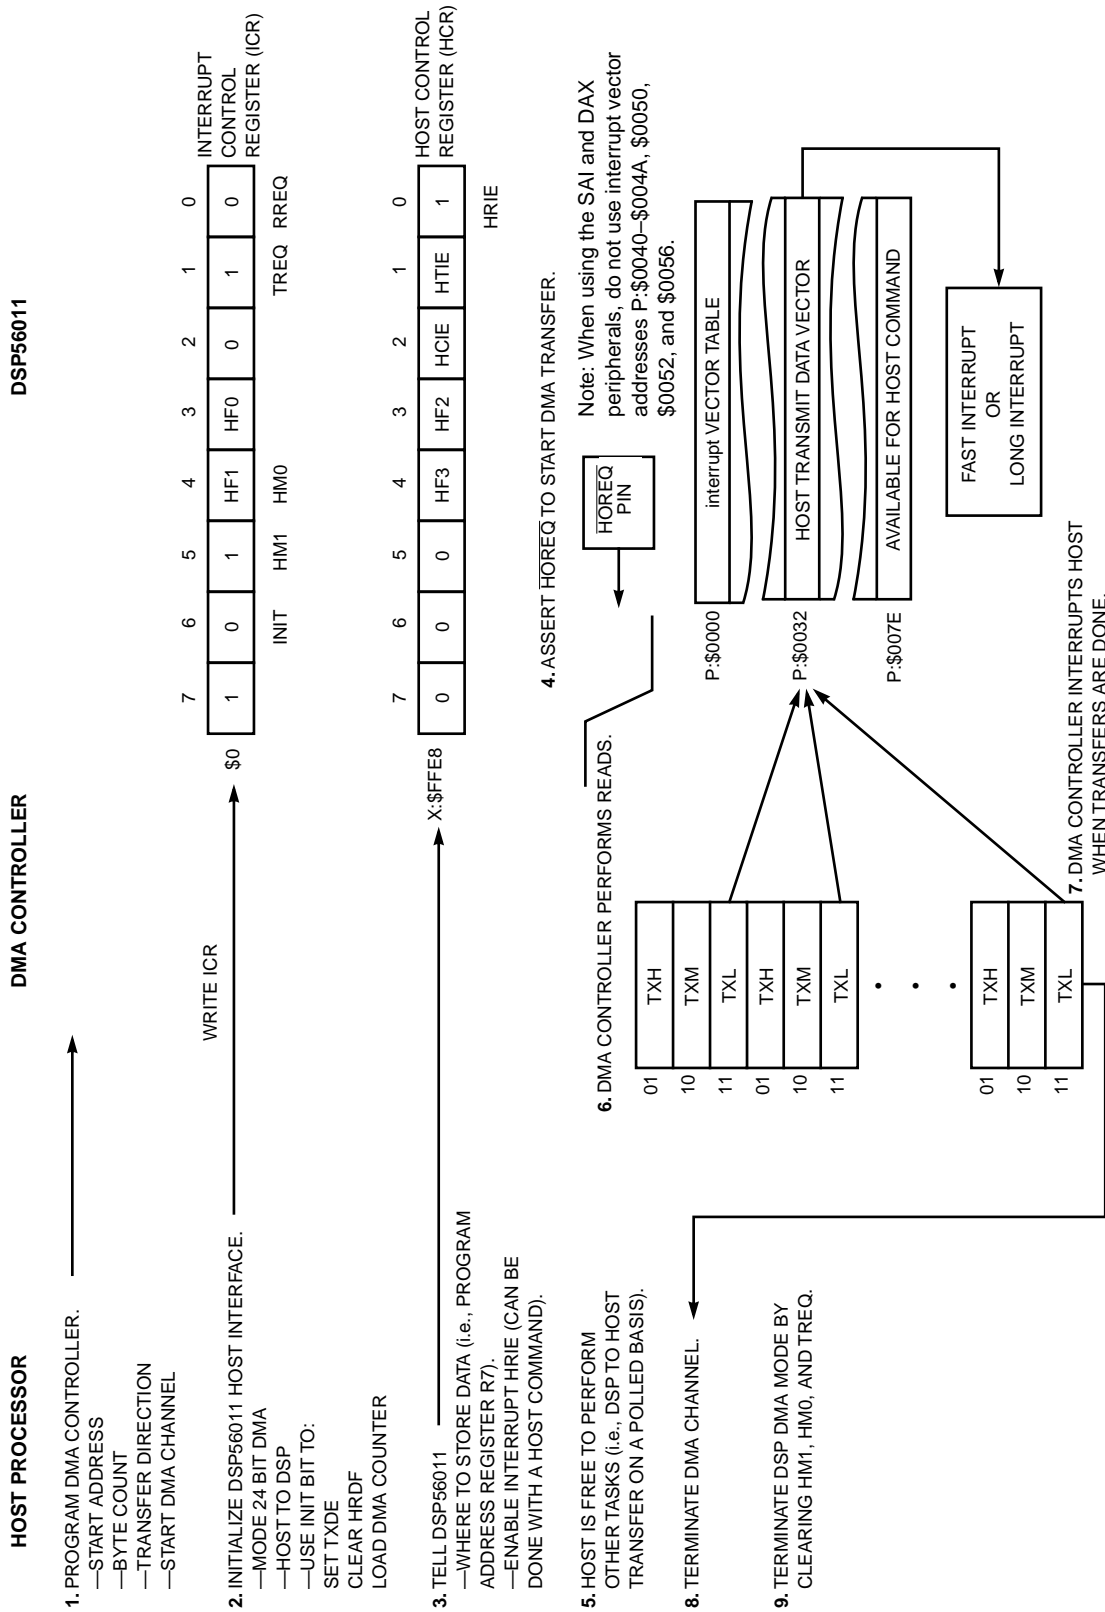 HOST PROCESSOR
DMA CONTROLLER
DSP56011
1. PROGRAM DMA CONTROLLER.
—START ADDRESS
—BYTE COUNT
—TRANSFER DIRECTION
—START DMA CHANNEL
2. INITIALIZE DSP56011 HOST INTERFACE.
—MODE 24 BIT DMA
—HOST TO DSP
—USE INIT BIT TO:
SET TXDE
CLEAR HRDF
LOAD DMA COUNTER
WRITE ICR
7 6 5 4 3 2 1 0
$0 1 0 1 HF1 HF0 0 1 0
INIT HM1 HM0 TREQ RREQ
INTERRUPT
CONTROL
REGISTER (ICR)
3. TELL DSP56011
—WHERE TO STORE DATA (i.e., PROGRAM
ADDRESS REGISTER R7).
—ENABLE INTERRUPT HRIE (CAN BE
DONE WITH A HOST COMMAND).
7 6 5 4 3 2 1 0
X:$FFE8 0 0 0 HF3 HF2 HCIE HTIE 1
HRIE
HOST CONTROL
REGISTER (HCR)
4. ASSERT HOREQ TO START DMA TRANSFER.
HOREQ
PIN
Note: When using the SAI and DAX
peripherals, do not use interrupt vector
addresses P:$0040–$004A, $0050,
$0052, and $0056.
5. HOST IS FREE TO PERFORM
OTHER TASKS (i.e., DSP TO HOST
TRANSFER ON A POLLED BASIS).
6. DMA CONTROLLER PERFORMS READS.
01 TXH
10 TXM
11 TXL
01 TXH
10 TXM
11 TXL
01 TXH
10 TXM
11 TXL
P:$0000 interrupt VECTOR TABLE
P:$0032 HOST TRANSMIT DATA VECTOR
P:$007E AVAILABLE FOR HOST COMMAND
FAST INTERRUPT
OR
LONG INTERRUPT
7. DMA CONTROLLER INTERRUPTS HOST
WHEN TRANSFERS ARE DONE.
8. TERMINATE DMA CHANNEL.
9. TERMINATE DSP DMA MODE BY
CLEARING HM1, HM0, AND TREQ.